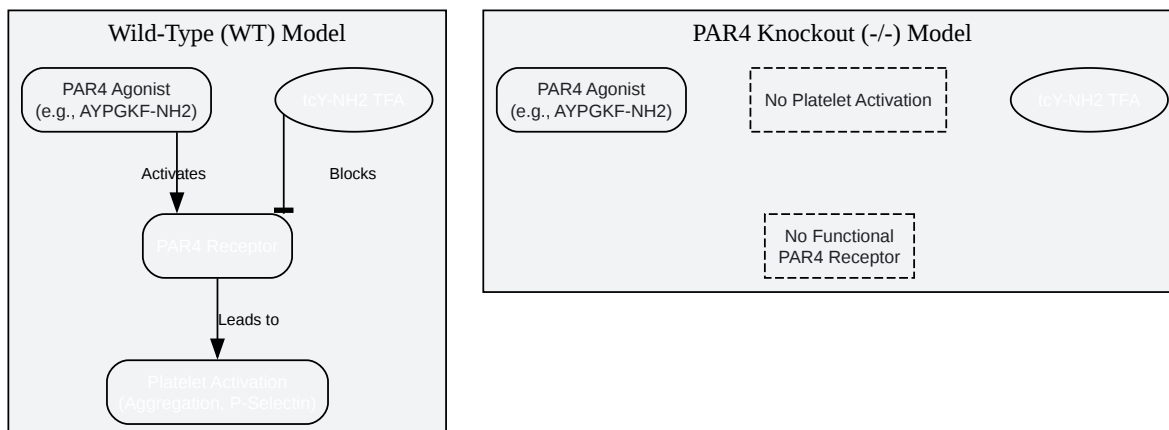 Wild-Type (WT) Model
PAR4 Agonist
(e.g., AYPGKF-NH2)
tcY-NH2 TFA
Activates
Blocks
PAR4 Receptor
Leads to
Platelet Activation
(Aggregation, P-Selectin)
PAR4 Knockout (-/-) Model
PAR4 Agonist
(e.g., AYPGKF-NH2)
No Platelet Activation
tcY-NH2 TFA
No Functional
PAR4 Receptor